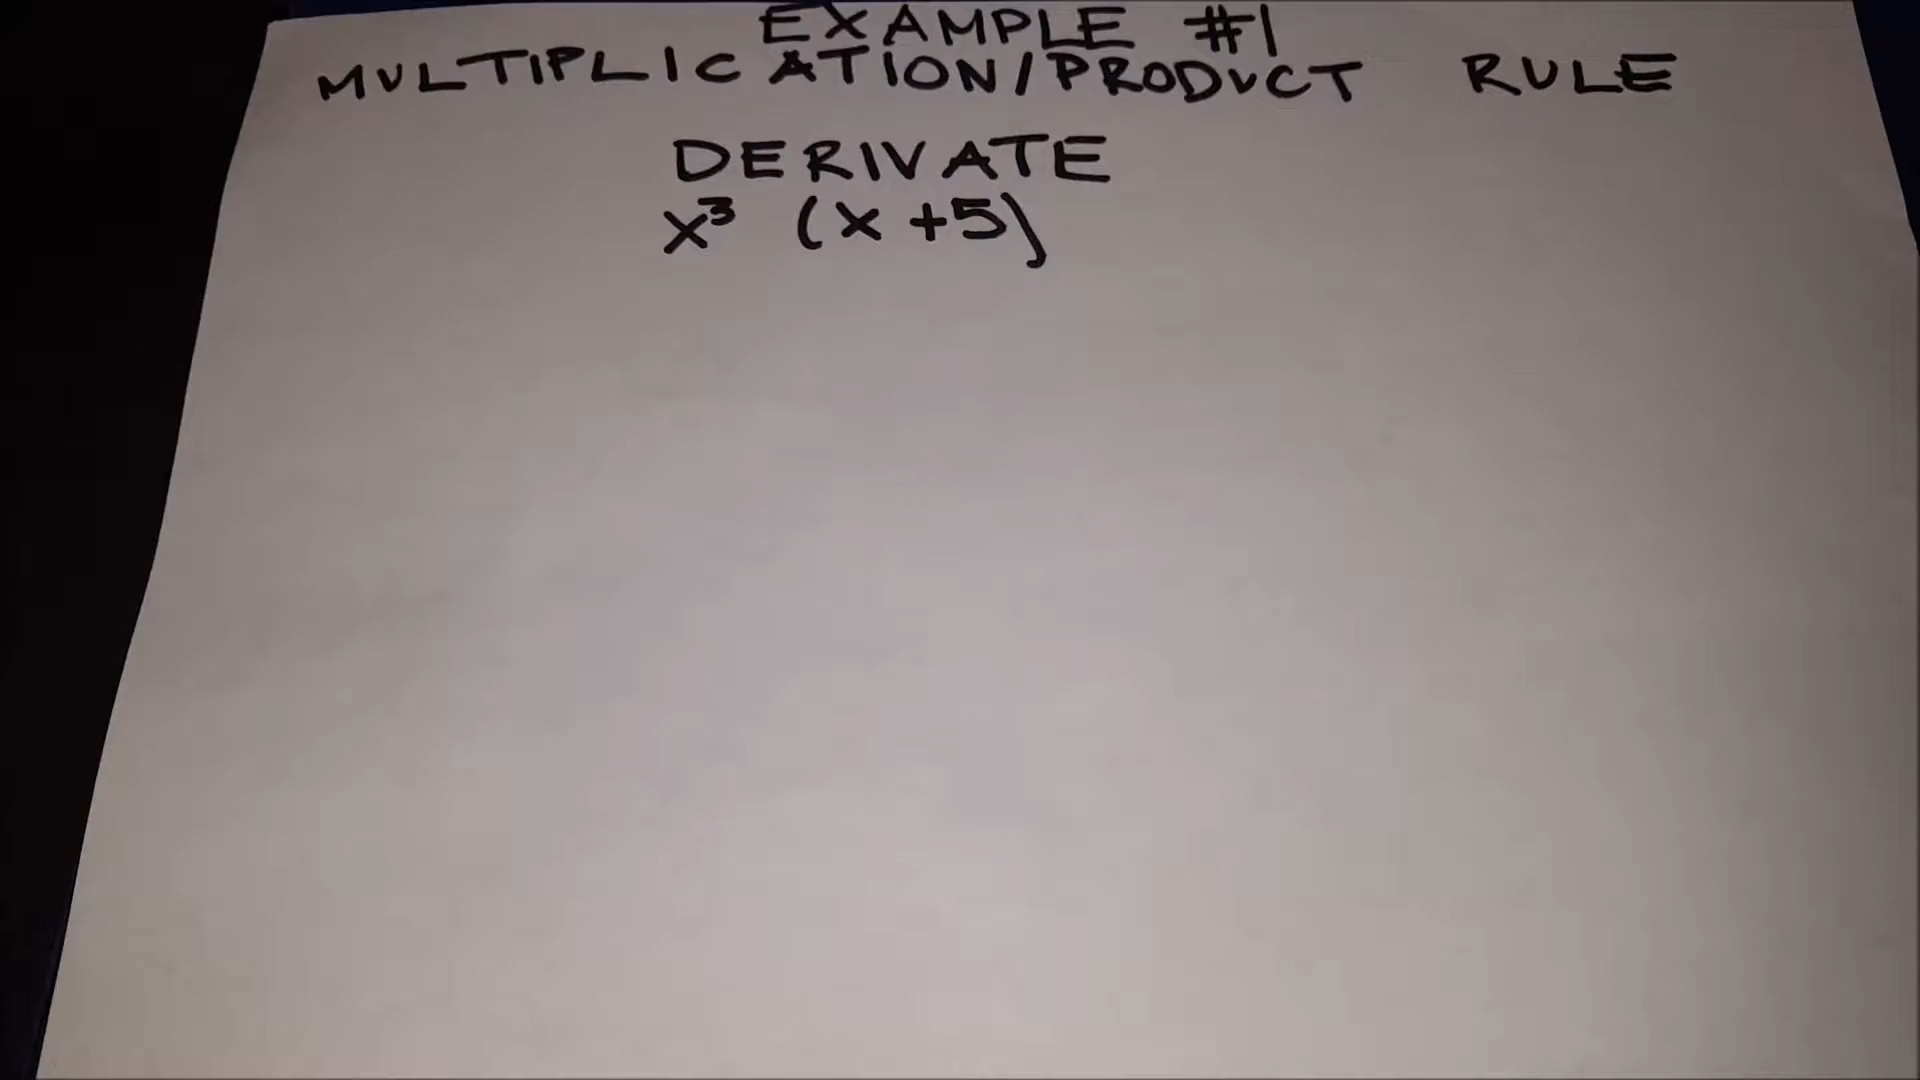 EXAMPLE #1
MULTIPLICATION/PRODUCT RULE
DERIVATE
x³ (x+5)